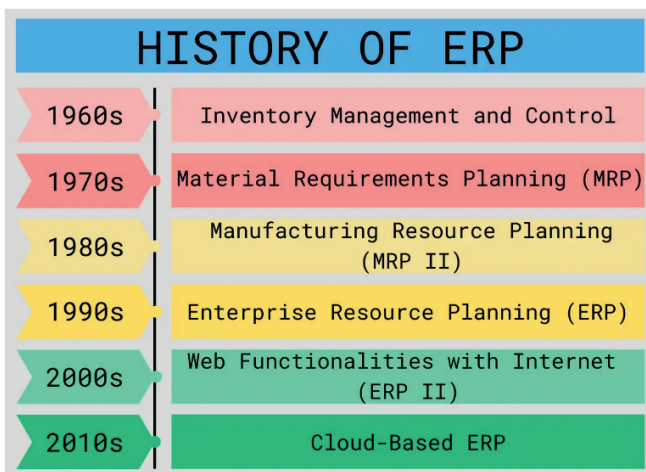 HISTORY OF ERP
1960s
Inventory Management and Control
1970s
Material Requirements Planning (MRP)
1980s
Manufacturing Resource Planning
(MRP II)
1990s
Enterprise Resource Planning (ERP)
2000s
Web Functionalities with Internet
(ERP II)
2010s
Cloud-Based ERP